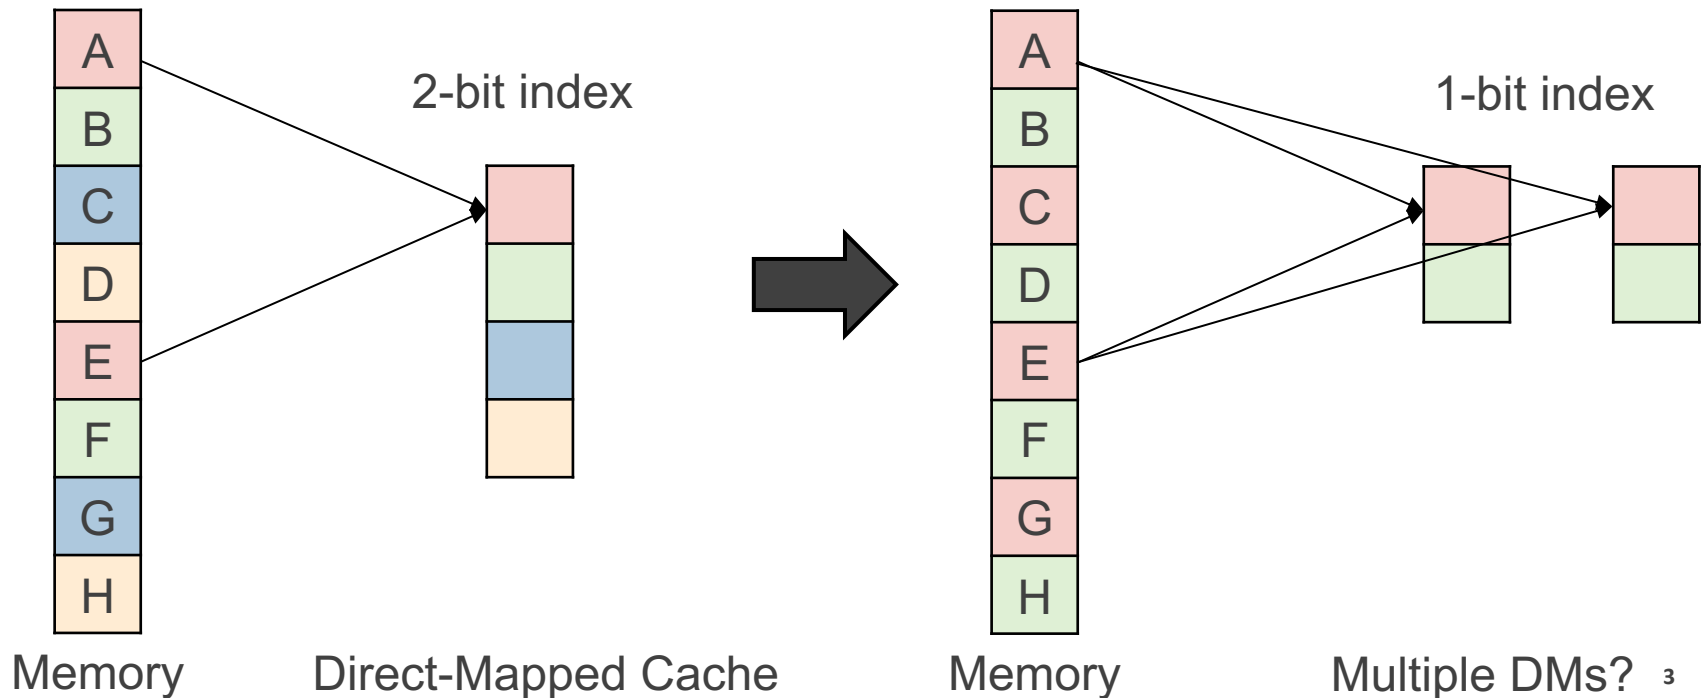 A
B
C
D
E
F
G
H
Memory
2-bit index
Direct-Mapped Cache
A
B
C
D
E
F
G
H
Memory
1-bit index
Multiple DMs?
3